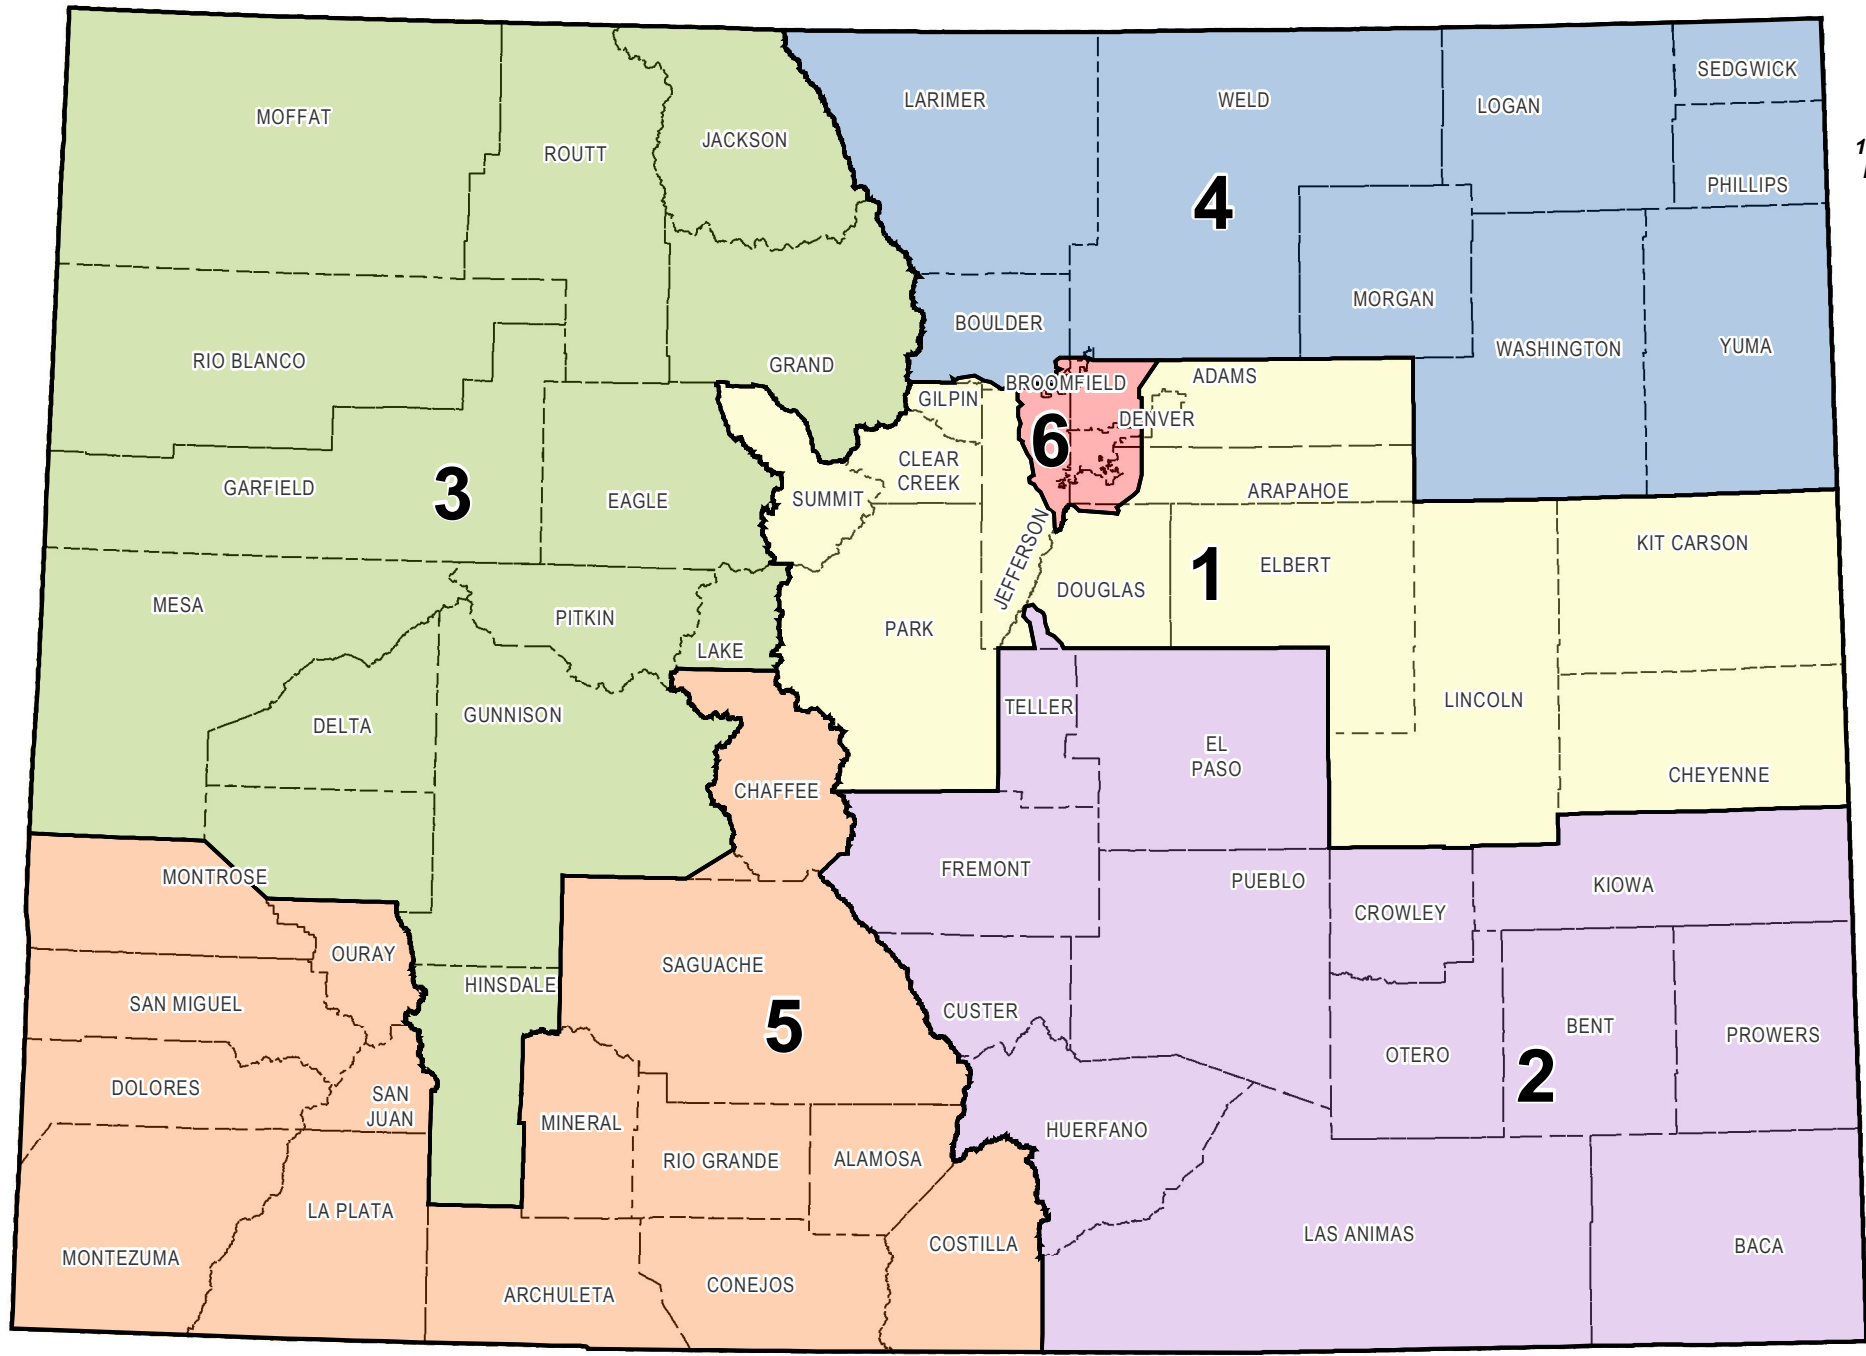 SEDGWICK
LARIMER
WELD
LOGAN
MOFFAT
JACKSON
ROUTT
1
PHILLIPS
4
MORGAN
BOULDER
WASHINGTON
YUMA
RIO BLANCO
GRAND
BROOMFIELD
ADAMS
GILPIN
DENVER
6
CLEAR
CREEK
GARFIELD
3
EAGLE
SUMMIT
ARAPAHOE
KIT CARSON
JEFFERSON
1
ELBERT
DOUGLAS
MESA
PITKIN
PARK
LAKE
LINCOLN
TELLER
GUNNISON
DELTA
EL
PASO
CHEYENNE
CHAFFEE
FREMONT
MONTROSE
PUEBLO
KIOWA
CROWLEY
OURAY
SAGUACHE
HINSDALE
SAN MIGUEL
CUSTER
5
BENT
PROWERS
OTERO
2
DOLORES
SAN
JUAN
MINERAL
HUERFANO
RIO GRANDE
ALAMOSA
LA PLATA
LAS ANIMAS
COSTILLA
BACA
MONTEZUMA
CONEJOS
ARCHULETA